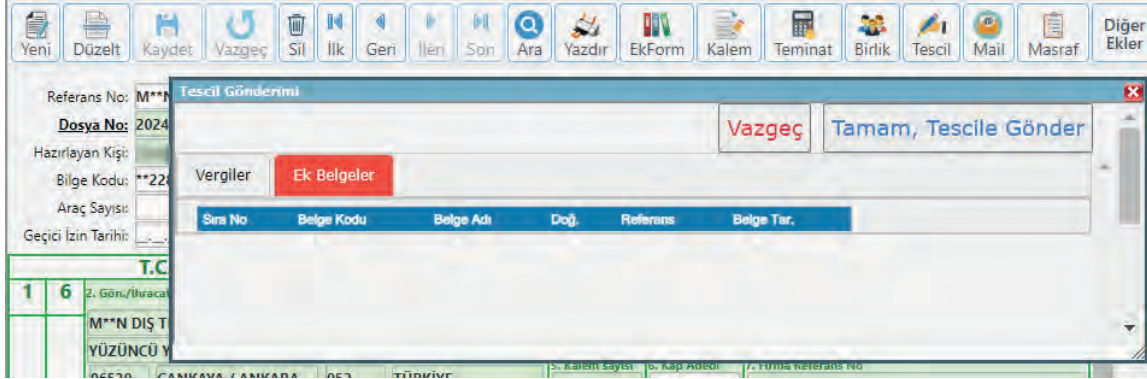 Yeni Düzelt Kaydet Vazgeç Sil İlk Geri İleri Son Ara Yazdır EkForm Kalem Teminat Birlik Tescil Mail Masraf Diğer Ekler
Tescil Gönderimi
Referans No: M**N
Dosya No: 2024
Vazgeç Tamam, Tescile Gönder
Hazırlayan Kişi:
Bilge Kodu: **228
Vergiler Ek Belgeler
Araç Sayısı:
Sıra No Belge Kodu Belge Adı Doğ. Referans Belge Tar.
Geçici İzin Tarihi: _._.
T.C
1 6 2. Gön./İhracat
M**N DIŞ T
YÜZÜNCÜ Y
06520 ÇANKAYA / ANKARA 052 TÜRKİYE
5. Kalem sayısı 6. Kap Adedi 7. Firma Referans No